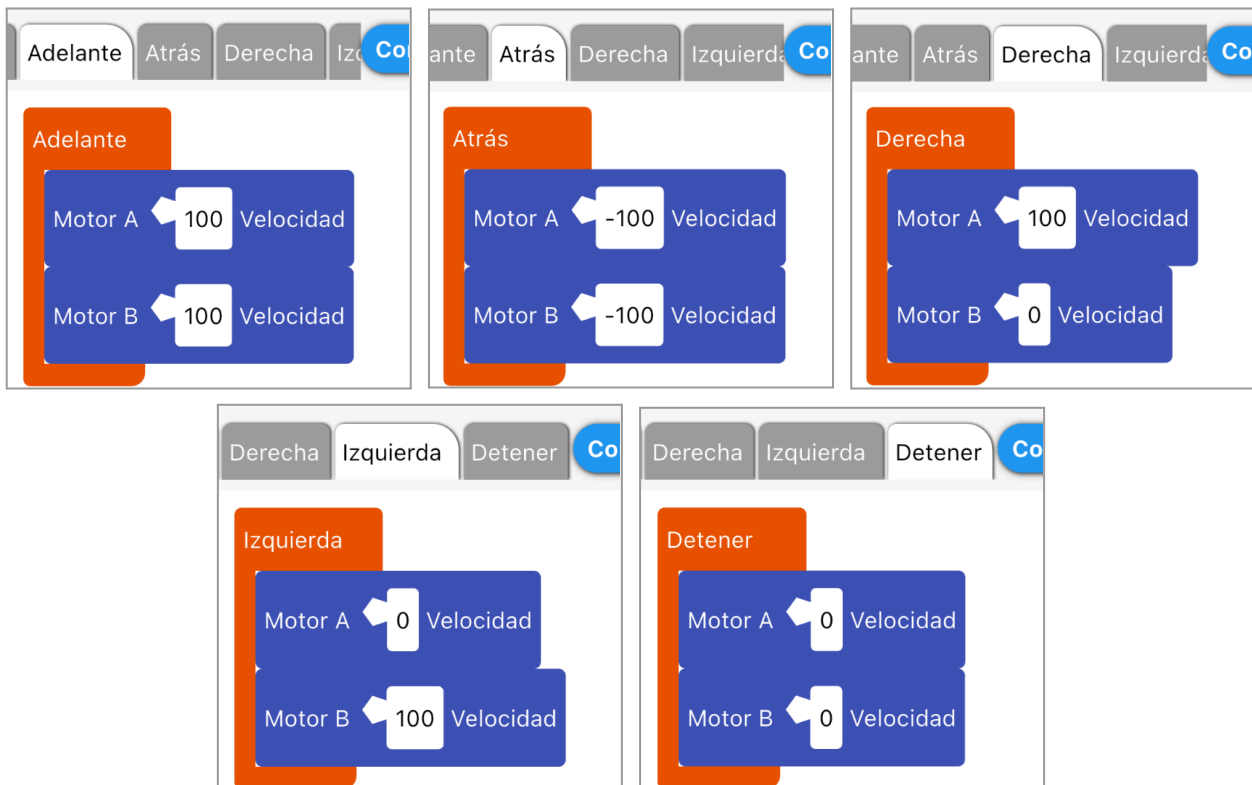 Adelante Atrás Derecha Izq Co
Adelante
Motor A 100 Velocidad
Motor B 100 Velocidad
ante Atrás Derecha Izquierda Co
Atrás
Motor A -100 Velocidad
Motor B -100 Velocidad
ante Atrás Derecha Izquierda Co
Derecha
Motor A 100 Velocidad
Motor B 0 Velocidad
Derecha Izquierda Detener Co
Izquierda
Motor A 0 Velocidad
Motor B 100 Velocidad
Derecha Izquierda Detener Co
Detener
Motor A 0 Velocidad
Motor B 0 Velocidad